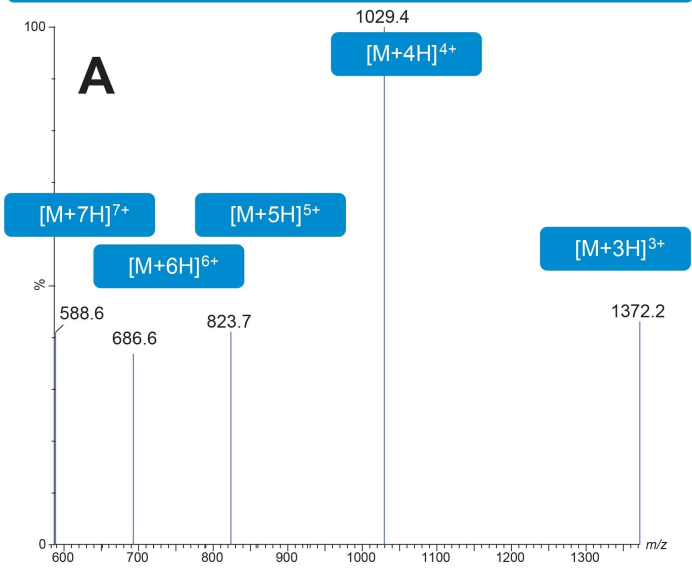 1029.4
100
[M+4H]4+
A
[M+7H]7+
[M+5H]5+
[M+6H]6+
[M+3H]3+
%
588.6
686.6
823.7
1372.2
0
600 700 800 900 1000 1100 1200 1300 m/z